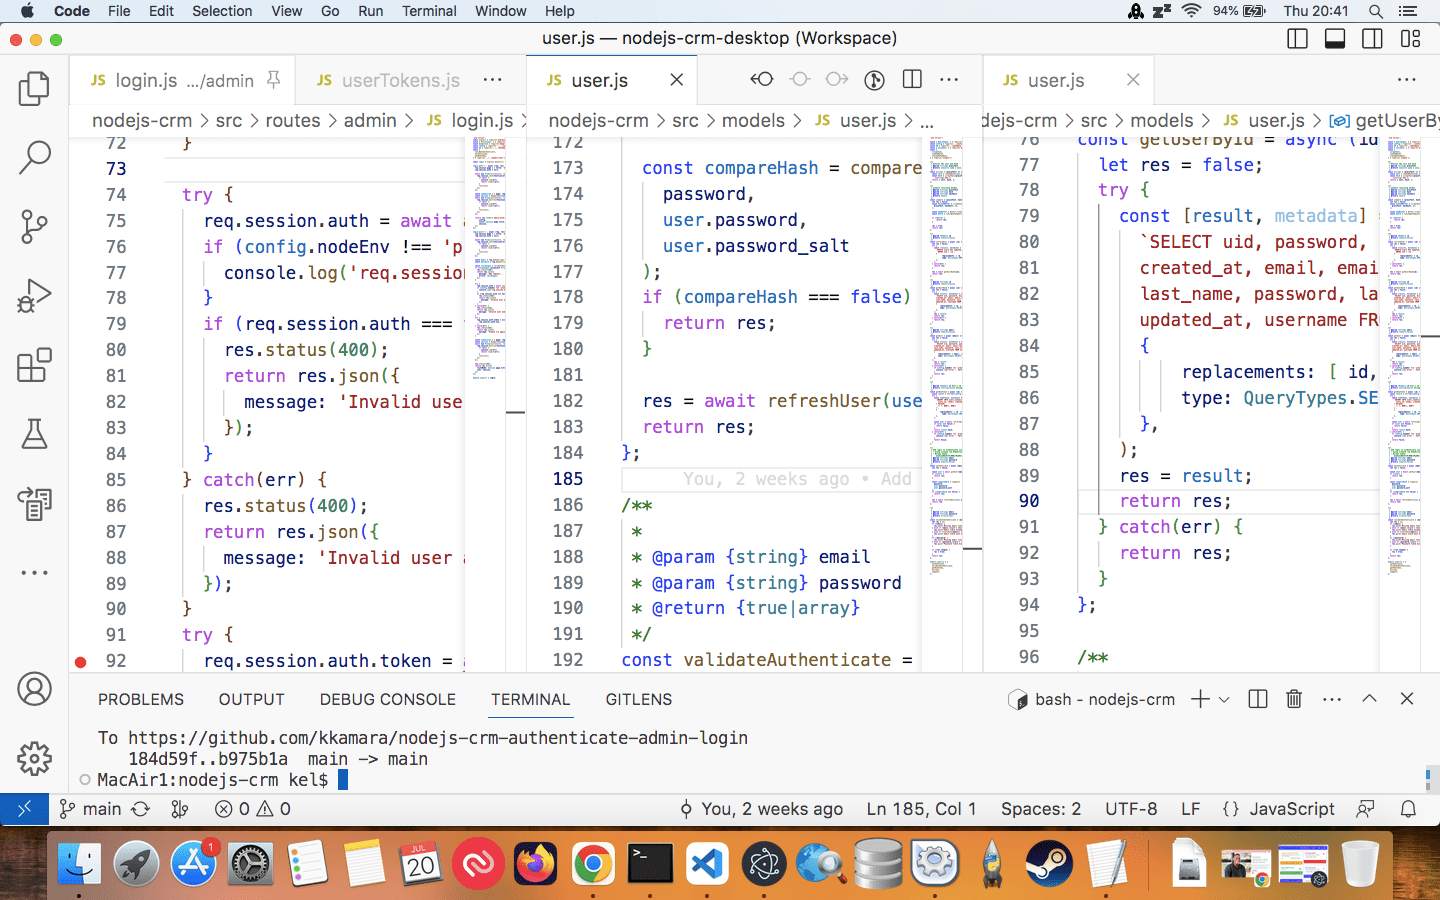 Code File Edit Selection View Go Run Terminal Window Help 94% Thu 20:41
user.js — nodejs-crm-desktop (Workspace)
JS login.js .../admin JS userTokens.js ···
nodejs-crm > src > routes > admin > JS login.js >
72 }
73
74 try {
75 req.session.auth = await
76 if (config.nodeEnv !== 'p
77 console.log('req.session
78 }
79 if (req.session.auth ===
80 res.status(400);
81 return res.json({
82 message: 'Invalid use
83 });
84 }
85 } catch(err) {
86 res.status(400);
87 return res.json({
88 message: 'Invalid user
89 });
90 }
91 try {
92 req.session.auth.token =
JS user.js
nodejs-crm > src > models > JS user.js > ...
172
173 const compareHash = compare
174 password,
175 user.password,
176 user.password_salt
177 );
178 if (compareHash === false)
179 return res;
180 }
181
182 res = await refreshUser(use
183 return res;
184 };
185 You, 2 weeks ago • Add
186 /**
187 *
188 * @param {string} email
189 * @param {string} password
190 * @return {true|array}
191 */
192 const validateAuthenticate =
JS user.js
dejs-crm > src > models > JS user.js > getUserBy
76 const getUserById = async (id
77 let res = false;
78 try {
79 const [result, metadata] =
80 `SELECT uid, password,
81 created_at, email, emai
82 last_name, password, la
83 updated_at, username FR
84 {
85 replacements: [ id,
86 type: QueryTypes.SE
87 },
88 );
89 res = result;
90 return res;
91 } catch(err) {
92 return res;
93 }
94 };
95
96 /**
PROBLEMS OUTPUT DEBUG CONSOLE TERMINAL GITLENS bash - nodejs-crm
To https://github.com/kkamara/nodejs-crm-authenticate-admin-login
184d59f..b975b1a main -> main
MacAir1:nodejs-crm kel$
main 0 0 You, 2 weeks ago Ln 185, Col 1 Spaces: 2 UTF-8 LF {} JavaScript
1
JUL
20
>_